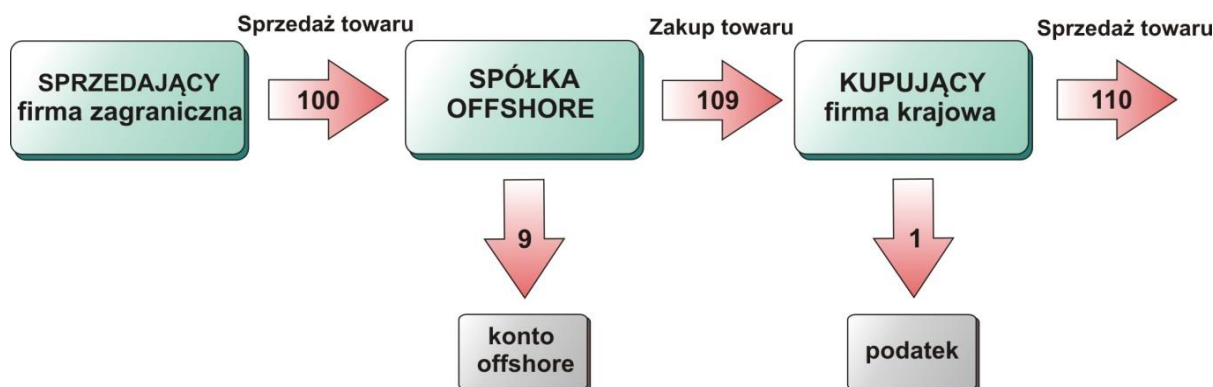 Sprzedaż towaru
Zakup towaru
Sprzedaż towaru
SPRZEDAJĄCY
firma zagraniczna
100
SPÓŁKA
OFFSHORE
109
KUPUJĄCY
firma krajowa
110
9
1
konto
offshore
podatek